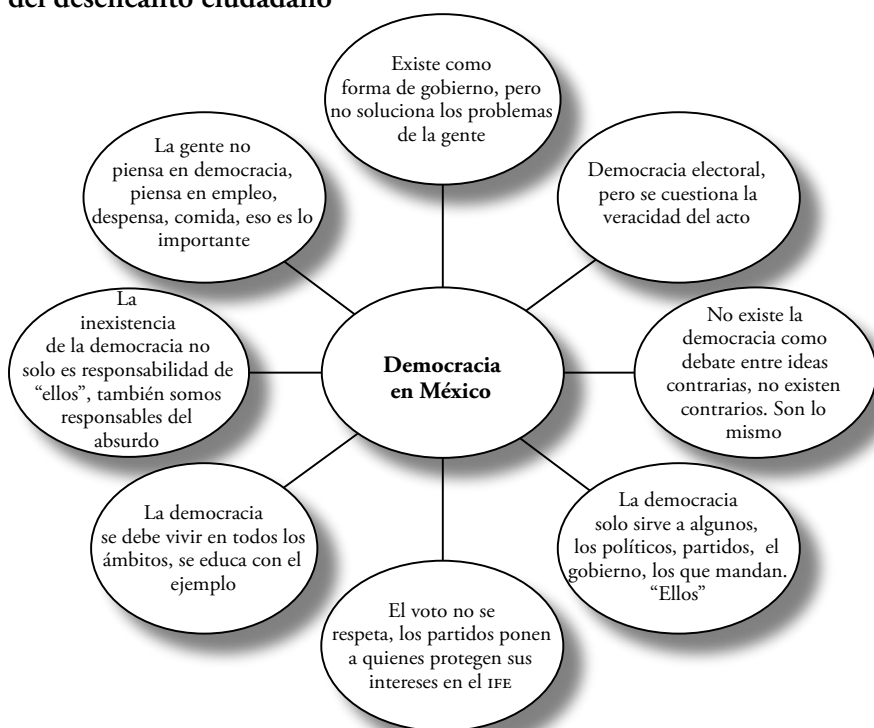 del desencanto ciudadano
Existe como
forma de gobierno, pero
no soluciona los problemas
de la gente
La gente no
piensa en democracia,
piensa en empleo,
despensa, comida, eso es lo
importante
Democracia electoral,
pero se cuestiona la
veracidad del acto
La
inexistencia
de la democracia no
solo es responsabilidad de
“ellos”, también somos
responsables del
absurdo
Democracia
en México
No existe la
democracia como
debate entre ideas
contrarias, no existen
contrarios. Son lo
mismo
La democracia
se debe vivir en todos los
ámbitos, se educa con el
ejemplo
La democracia
solo sirve a algunos,
los políticos, partidos, el
gobierno, los que mandan.
“Ellos”
El voto no se
respeta, los partidos ponen
a quienes protegen sus
intereses en el IFE